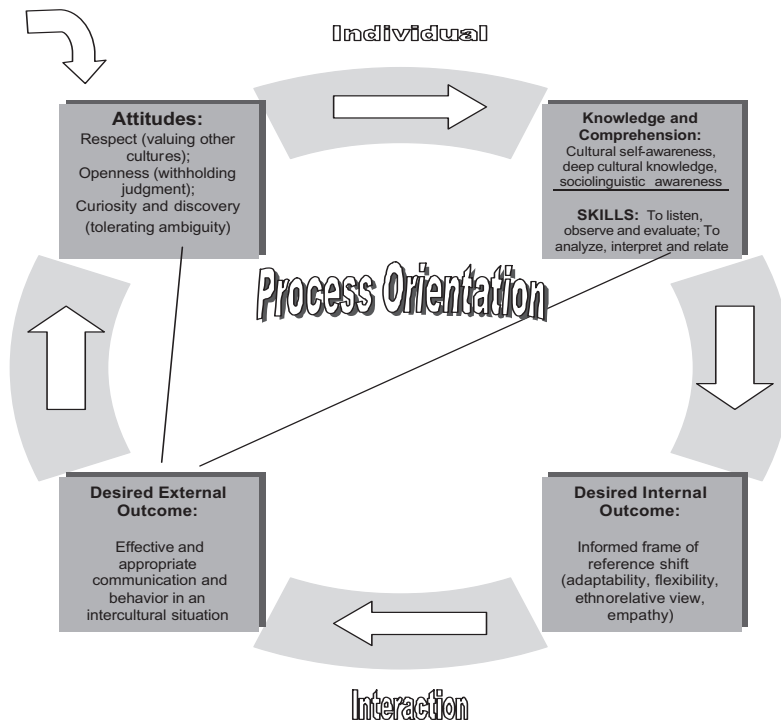 Individual
Attitudes:
Respect (valuing other
cultures);
Openness (withholding
judgment);
Curiosity and discovery
(tolerating ambiguity)
Knowledge and
Comprehension:
Cultural self-awareness,
deep cultural knowledge,
sociolinguistic awareness
SKILLS: To listen,
observe and evaluate; To
analyze, interpret and relate
Process Orientation
Desired External
Outcome:
Effective and
appropriate
communication and
behavior in an
intercultural situation
Desired Internal
Outcome:
Informed frame of
reference shift
(adaptability, flexibility,
ethnorelative view,
empathy)
Interaction